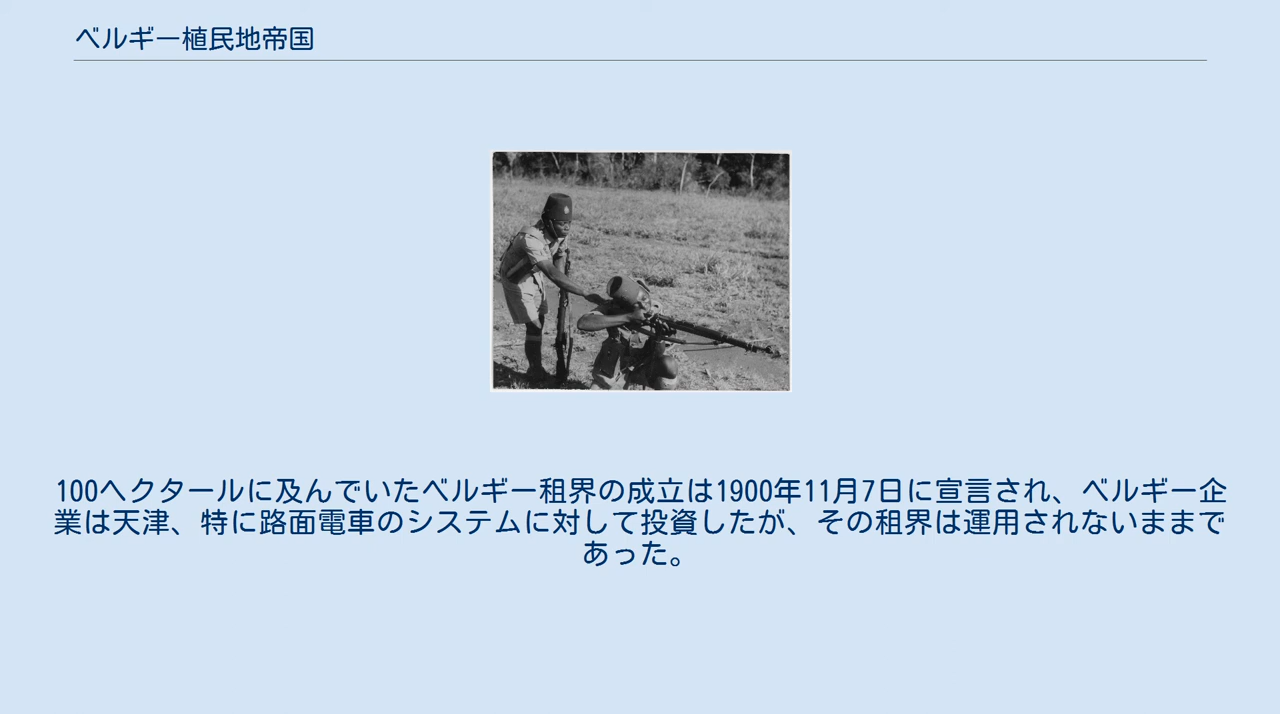 ベルギー植民地帝国
100ヘクタールに及んでいたベルギー租界の成立は1900年11月7日に宣言され、ベルギー企
業は天津、特に路面電車のシステムに対して投資したが、その租界は運用されないままで
あった。